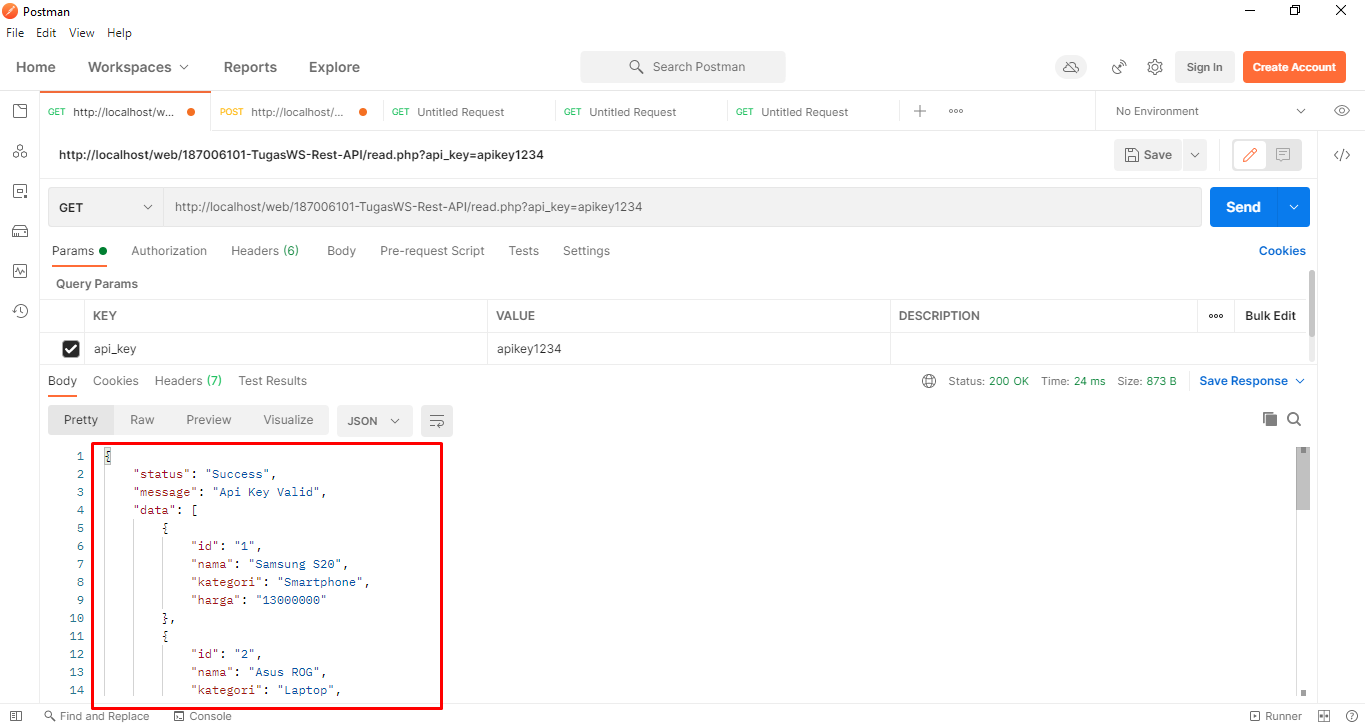 Postman
File Edit View Help
Home Workspaces Reports Explore Search Postman Sign In Create Account
GET http://localhost/w... POST http://localhost/... GET Untitled Request GET Untitled Request GET Untitled Request No Environment
http://localhost/web/187006101-TugasWS-Rest-API/read.php?api_key=apikey1234 Save
GET http://localhost/web/187006101-TugasWS-Rest-API/read.php?api_key=apikey1234 Send
Params Authorization Headers (6) Body Pre-request Script Tests Settings Cookies
Query Params
KEY VALUE DESCRIPTION Bulk Edit
api_key apikey1234
Body Cookies Headers (7) Test Results Status: 200 OK Time: 24 ms Size: 873 B Save Response
Pretty Raw Preview Visualize JSON
1 {
2 "status": "Success",
3 "message": "Api Key Valid",
4 "data": [
5 {
6 "id": "1",
7 "nama": "Samsung S20",
8 "kategori": "Smartphone",
9 "harga": "13000000"
10 },
11 {
12 "id": "2",
13 "nama": "Asus ROG",
14 "kategori": "Laptop",
Find and Replace Console Runner